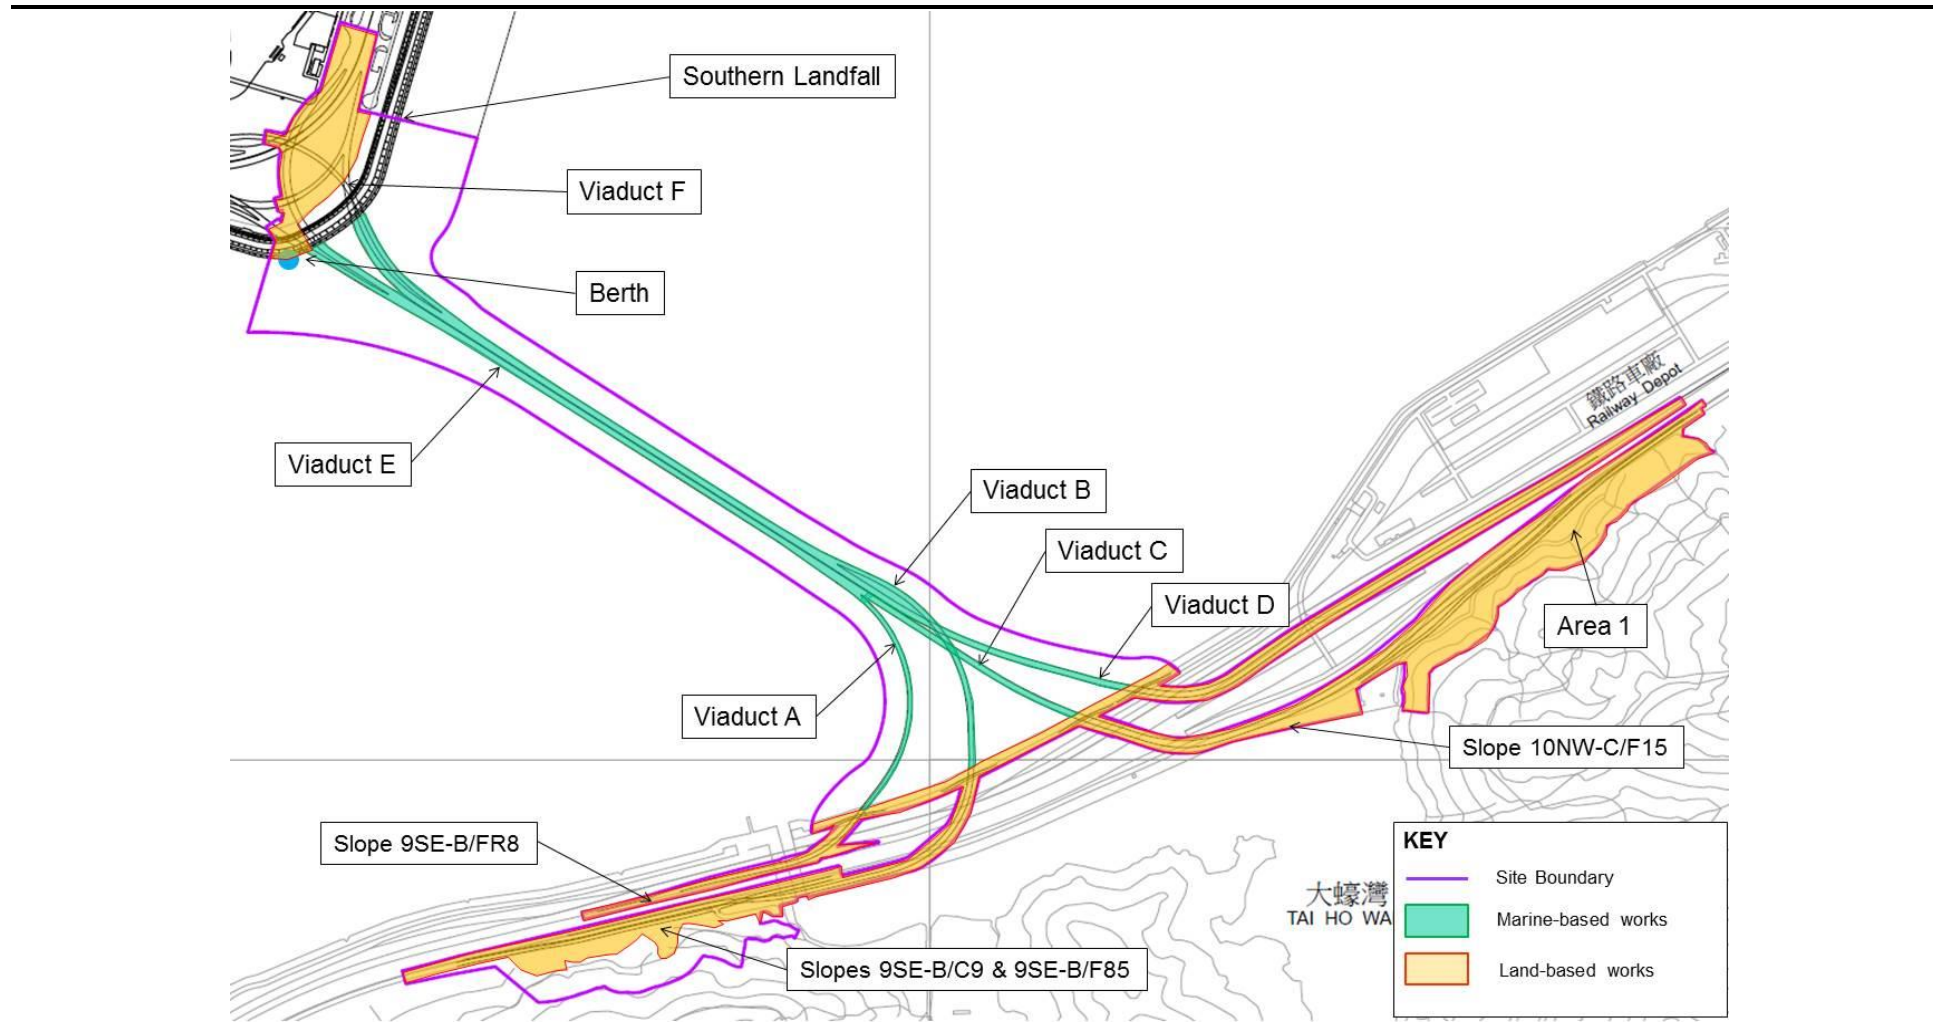 Southern Landfall
Viaduct F
Berth
Viaduct E
Viaduct B
Viaduct C
Viaduct D
鐵路車廠
Railway Depot
Area 1
Viaduct A
Slope 10NW-C/F15
Slope 9SE-B/FR8
大蠔灣
TAI HO WA
Slopes 9SE-B/C9 & 9SE-B/F85
KEY
Site Boundary
Marine-based works
Land-based works